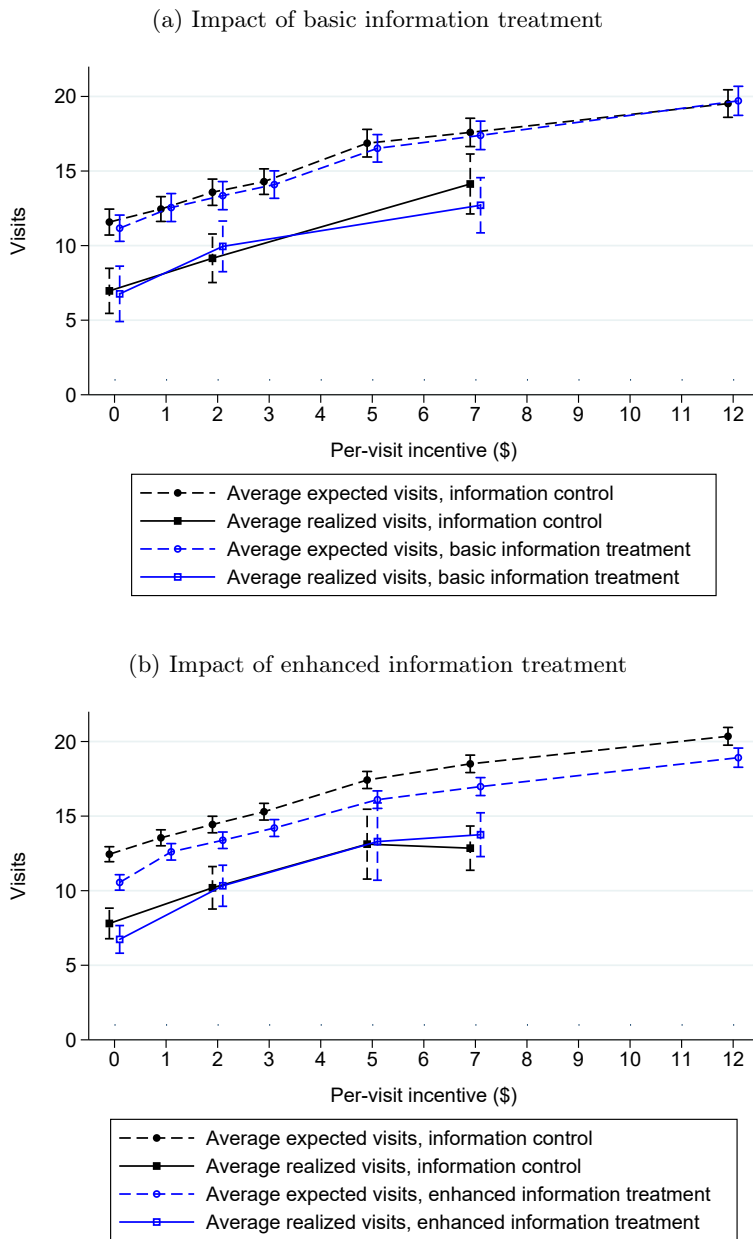 (a) Impact of basic information treatment
20
15
10
5
0
Visits
0 1 2 3 4 5 6 7 8 9 10 11 12
Per-visit incentive ($)
Average expected visits, information control
Average realized visits, information control
Average expected visits, basic information treatment
Average realized visits, basic information treatment
(b) Impact of enhanced information treatment
20
15
10
5
0
Visits
0 1 2 3 4 5 6 7 8 9 10 11 12
Per-visit incentive ($)
Average expected visits, information control
Average realized visits, information control
Average expected visits, enhanced information treatment
Average realized visits, enhanced information treatment